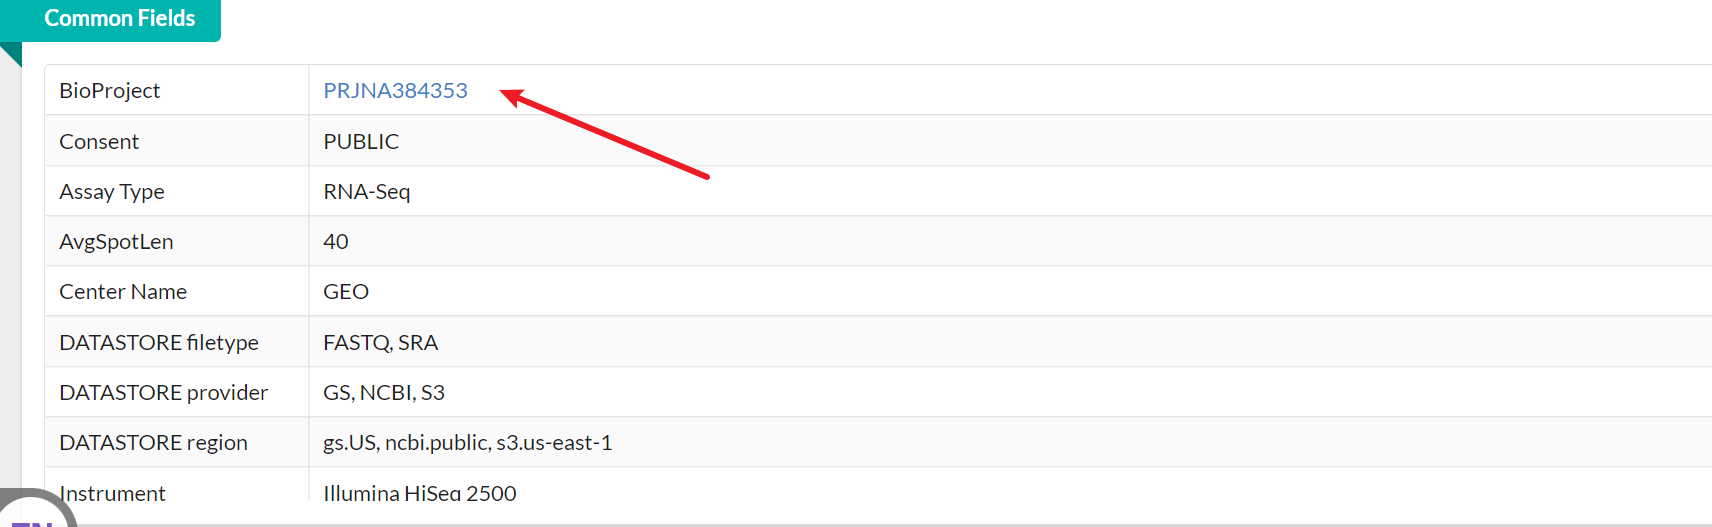 Common Fields
BioProject PRJNA384353
Consent PUBLIC
Assay Type RNA-Seq
AvgSpotLen 40
Center Name GEO
DATASTORE filetype FASTQ, SRA
DATASTORE provider GS, NCBI, S3
DATASTORE region gs.US, ncbi.public, s3.us-east-1
Instrument Illumina HiSeq 2500